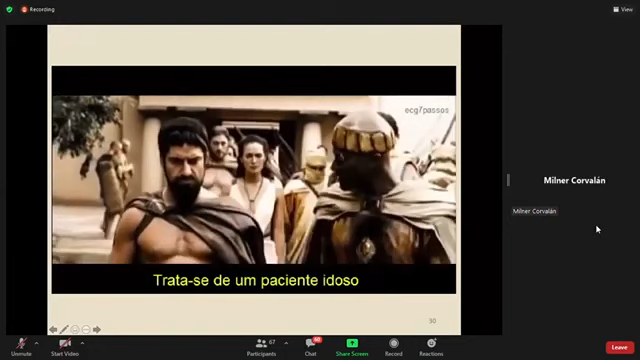 Recording
View
ecg7passos
Milner Corvalán
Milner Corvalán
Trata-se de um paciente idoso
90
67
60
Unmute
Start Video
Participants
Chat
Share Screen
Record
Reactions
Leave